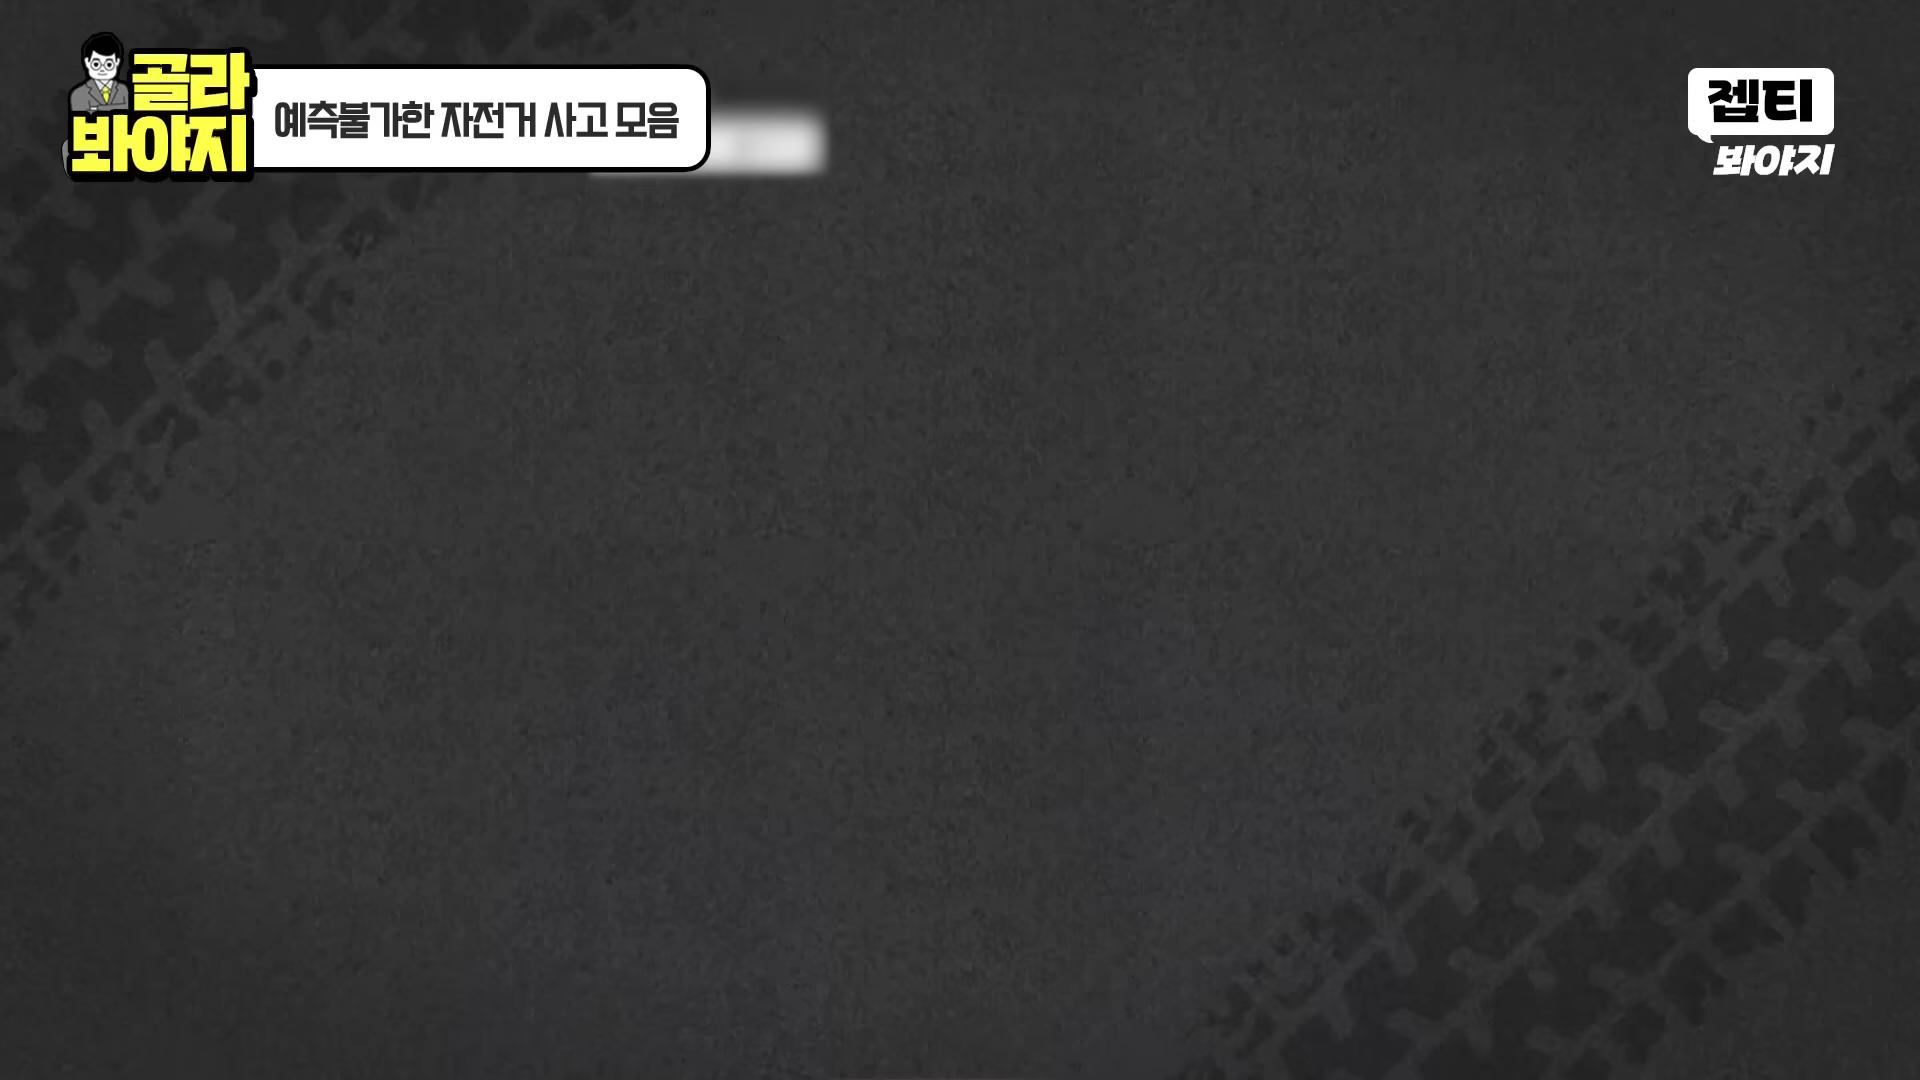 골라
봐야지
예측불가한 자전거 사고 모음
젭티
봐야지